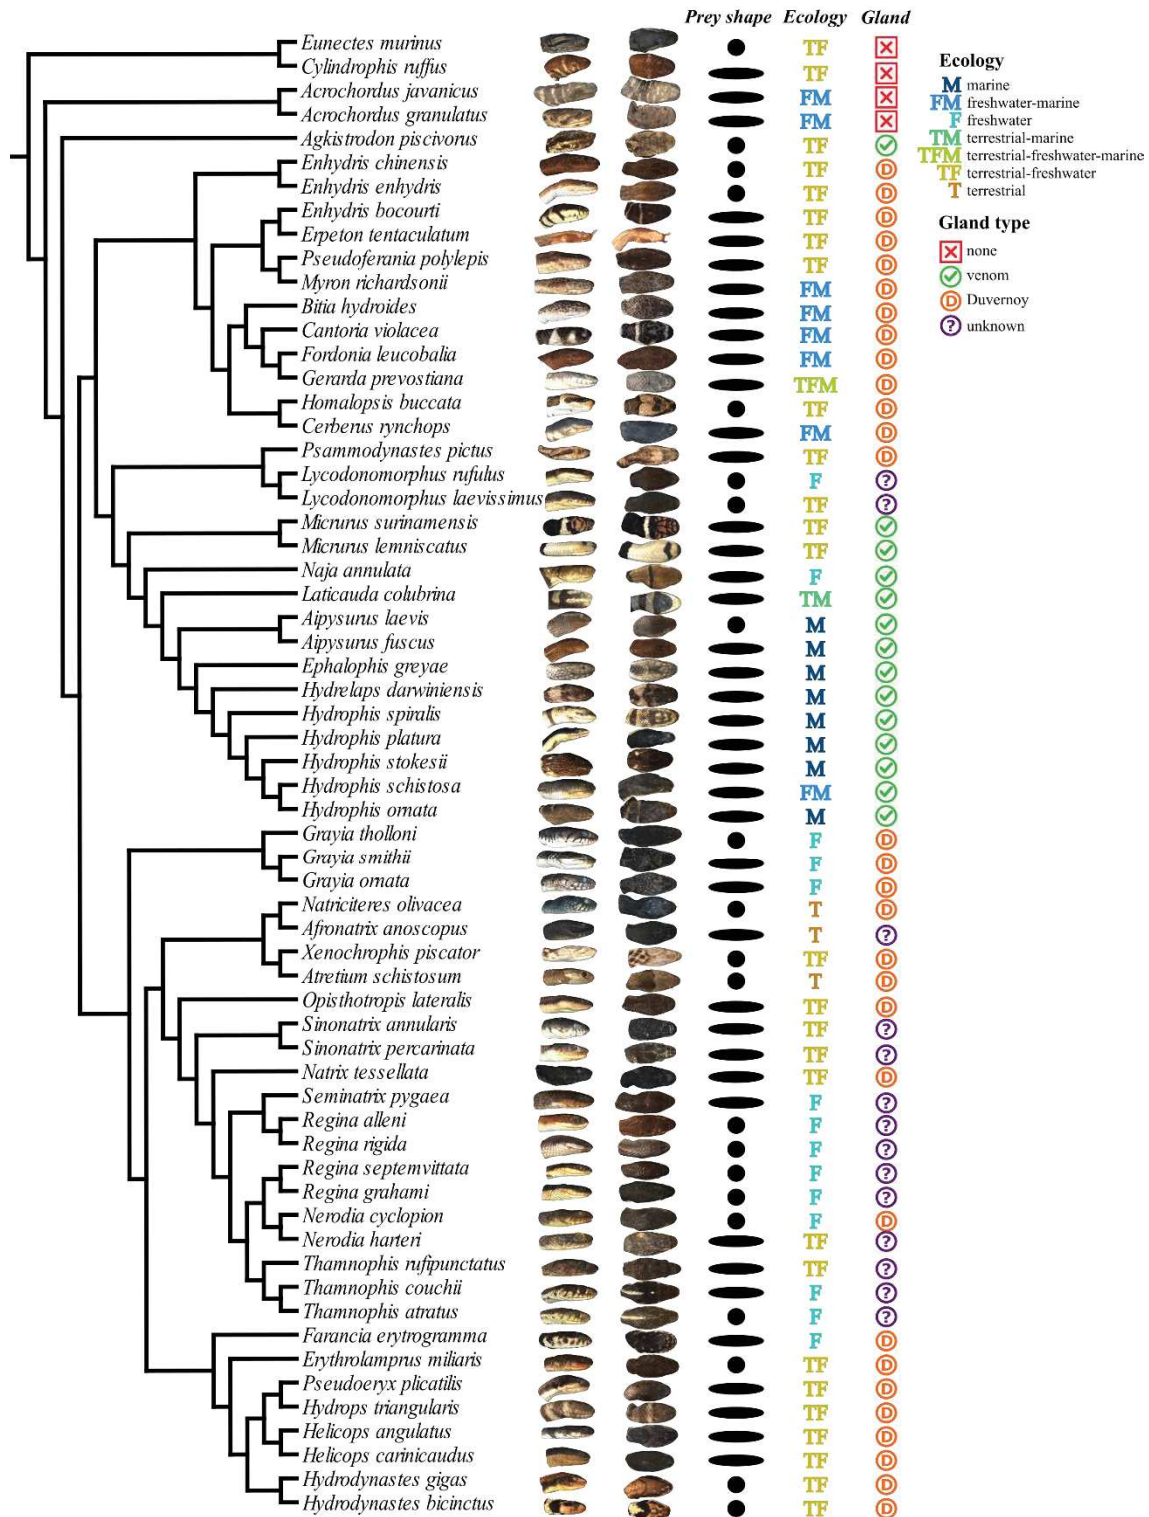 Prey shape Ecology Gland
Eunectes murinus TF
Cylindrophis ruffus TF
Acrochordus javanicus FM
Acrochordus granulatus FM
Agkistrodon piscivorus TF
Enhydris chinensis TF D
Enhydris enhydris TF D
Enhydris bocourti TF D
Erpeton tentaculatum TF D
Pseudoferania polylepis TF D
Myron richardsonii FM D
Bitia hydroides FM D
Cantoria violacea FM D
Fordonia leucobalia FM D
Gerarda prevostiana TFM D
Homalopsis buccata TF D
Cerberus rynchops FM D
Psammodynastes pictus TF D
Lycodonomorphus rufulus F ?
Lycodonomorphus laevissimus TF ?
Micrurus surinamensis TF
Micrurus lemniscatus TF
Naja annulata F
Laticauda colubrina TM
Aipysurus laevis M
Aipysurus fuscus M
Ephalophis greyae M
Hydrelaps darwiniensis M
Hydrophis spiralis M
Hydrophis platura M
Hydrophis stokesii M
Hydrophis schistosa FM
Hydrophis ornata M
Grayia tholloni F D
Grayia smithii F D
Grayia ornata F D
Natriciteres olivacea T D
Afronatrix anoscopus T ?
Xenochrophis piscator TF D
Atretium schistosum T D
Opisthotropis lateralis TF D
Sinonatrix annularis TF ?
Sinonatrix percarinata TF ?
Natrix tessellata TF D
Seminatrix pygaea F ?
Regina alleni F ?
Regina rigida F ?
Regina septemvittata F ?
Regina grahami F ?
Nerodia cyclopion F D
Nerodia harteri TF ?
Thamnophis rufipunctatus TF ?
Thamnophis couchii F ?
Thamnophis atratus F ?
Farancia erytrogramma F D
Erythrolamprus miliaris TF D
Pseudoeryx plicatilis TF D
Hydrops triangularis TF D
Helicops angulatus TF D
Helicops carinicaudus TF D
Hydrodynastes gigas TF D
Hydrodynastes bicinctus TF D
Ecology
M marine
FM freshwater-marine
F freshwater
TM terrestrial-marine
TFM terrestrial-freshwater-marine
TF terrestrial-freshwater
T terrestrial
Gland type
none
venom
D Duvernoy
? unknown